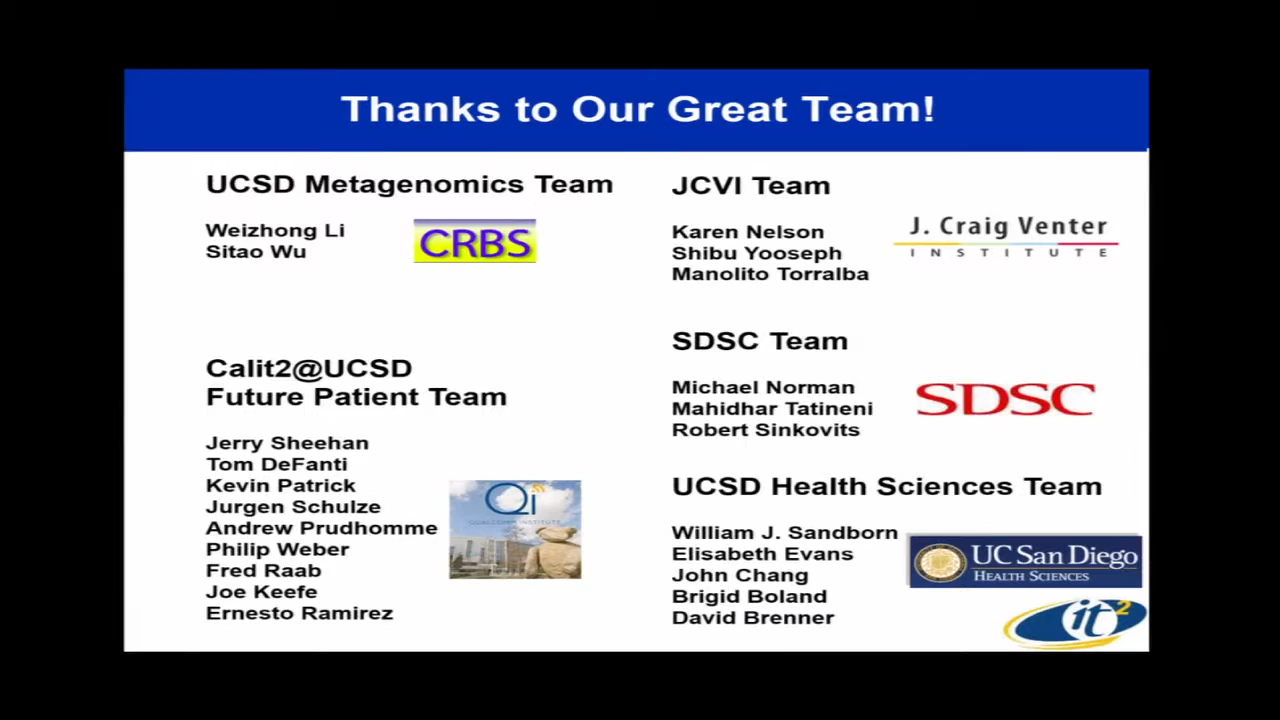 Thanks to Our Great Team!
UCSD Metagenomics Team
Weizhong Li
Sitao Wu
CRBS
Calit2@UCSD
Future Patient Team
Jerry Sheehan
Tom DeFanti
Kevin Patrick
Jurgen Schulze
Andrew Prudhomme
Philip Weber
Fred Raab
Joe Keefe
Ernesto Ramirez
Qi
QUALCOMM INSTITUTE
JCVI Team
Karen Nelson
Shibu Yooseph
Manolito Torralba
J. Craig Venter
INSTITUTE
SDSC Team
Michael Norman
Mahidhar Tatineni
Robert Sinkovits
SDSC
UCSD Health Sciences Team
William J. Sandborn
Elisabeth Evans
John Chang
Brigid Boland
David Brenner
UC San Diego
HEALTH SCIENCES
it2